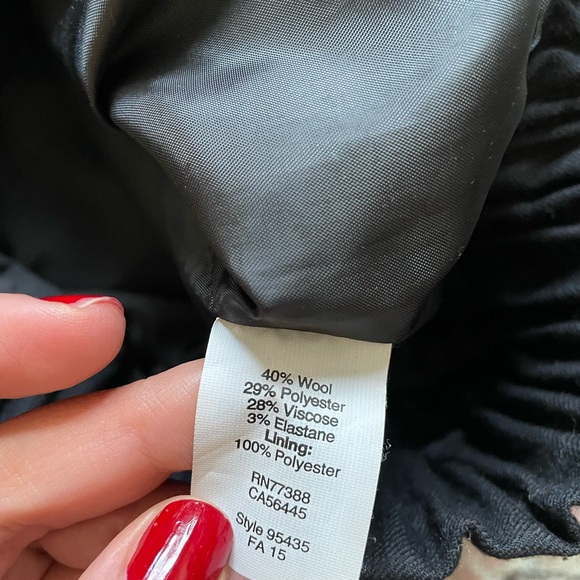 40% Wool
29% Polyester
28% Viscose
3% Elastane
Lining:
100% Polyester
RN77388
CA56445
Style 95435
FA 15